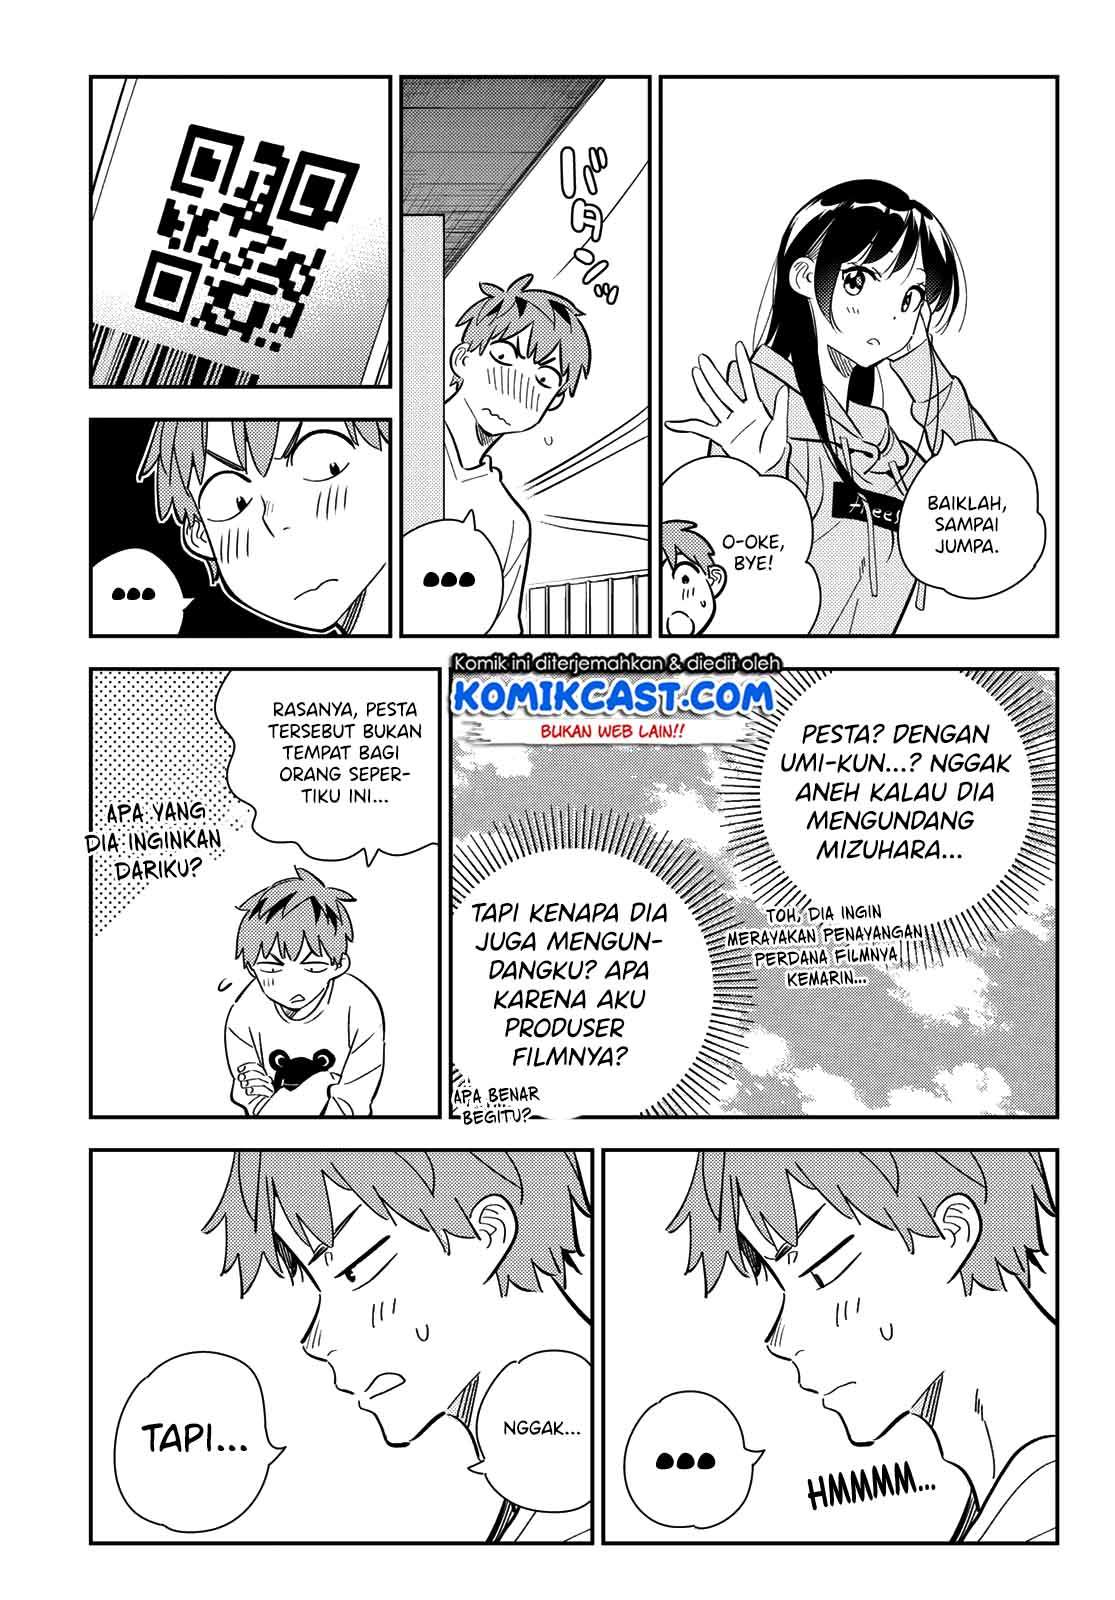 BAIKLAH,
SAMPAI
JUMPA.
O-OKE,
BYE!
バタンッ
Komik ini diterjemahkan & diedit oleh
KOMIKCAST.COM
BUKAN WEB LAIN!!
PESTA? DENGAN
UMI-KUN...? NGGAK
ANEH KALAU DIA
MENGUNDANG
MIZUHARA...
TOH, DIA INGIN
MERAYAKAN PENAYANGAN
PERDANA FILMNYA
KEMARIN...
TAPI KENAPA DIA
JUGA MENGUN-
DANGKU? APA
KARENA AKU
PRODUSER
FILMNYA?
APA BENAR
BEGITU?
RASANYA, PESTA
TERSEBUT BUKAN
TEMPAT BAGI
ORANG SEPER-
TIKU INI...
APA YANG
DIA INGINKAN
DARIKU?
HMMMM...
NGGAK...
TAPI...